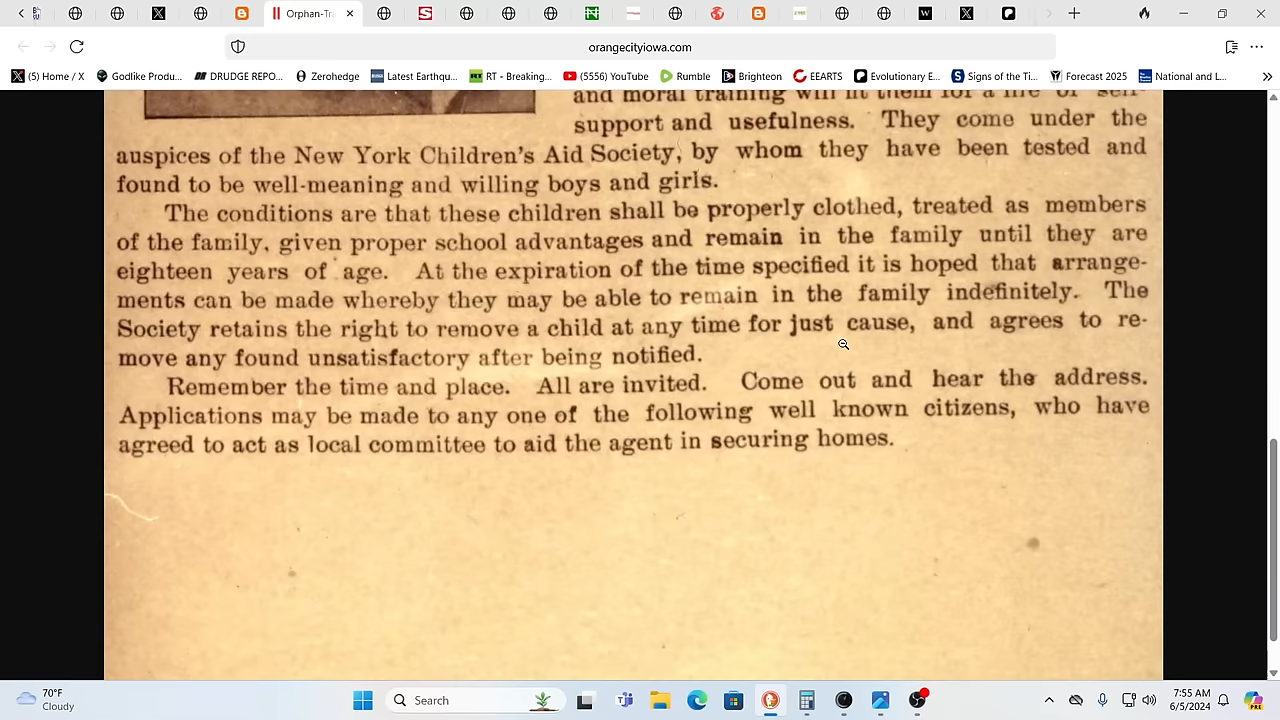 Orphan-Tra
orangecityiowa.com
(5) Home / X
Godlike Produ...
DRUDGE REPO...
Zerohedge
Latest Earthqu...
RT - Breaking...
(5556) YouTube
Rumble
Brighteon
EEARTS
Evolutionary E...
Signs of the Ti...
Forecast 2025
National and L...
and moral training will fit them for a life of self-
support and usefulness. They come under the
auspices of the New York Children's Aid Society, by whom they have been tested and
found to be well-meaning and willing boys and girls.
The conditions are that these children shall be properly clothed, treated as members
of the family, given proper school advantages and remain in the family until they are
eighteen years of age. At the expiration of the time specified it is hoped that arrange-
ments can be made whereby they may be able to remain in the family indefinitely. The
Society retains the right to remove a child at any time for just cause, and agrees to re-
move any found unsatisfactory after being notified.
Remember the time and place. All are invited. Come out and hear the address.
Applications may be made to any one of the following well known citizens, who have
agreed to act as local committee to aid the agent in securing homes.
70°F
Cloudy
Search
7:55 AM
6/5/2024